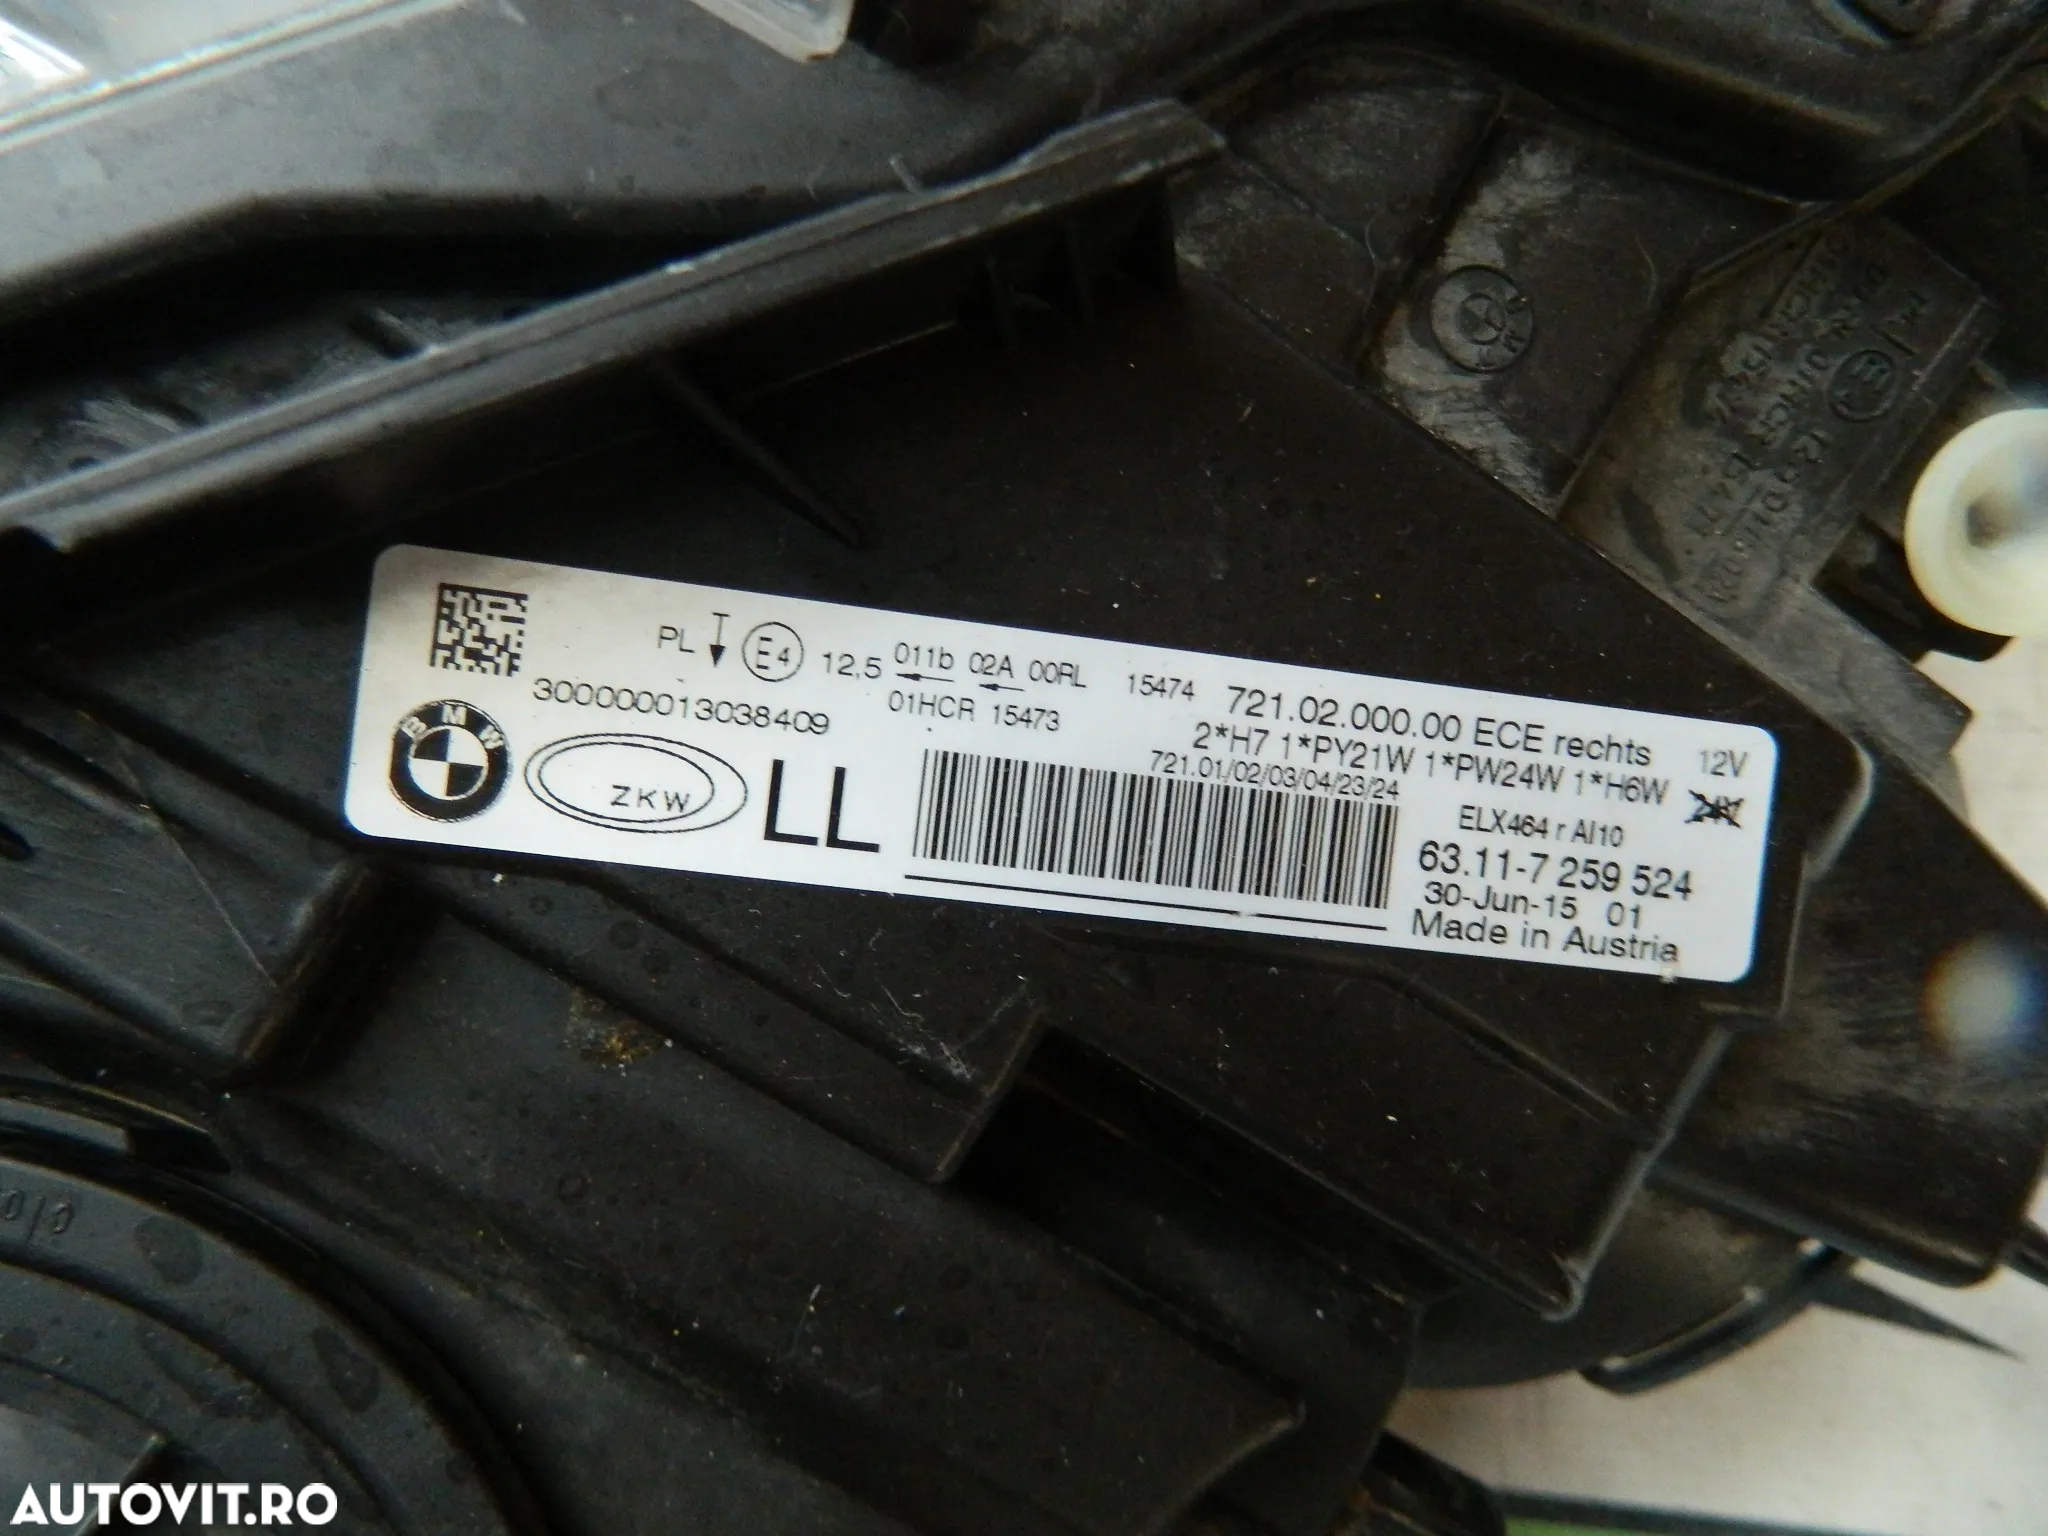 PL E4 12,5 011b 02A 00RL 15474
01HCR 15473
300000013038409
BMW
ZKW
LL
721.02.000.00 ECE rechts 12V
2*H7 1*PY21W 1*PW24W 1*H6W
721.01/02/03/04/23/24
ELX464 r Al10
63.11-7 259 524
30-Jun-15 01
Made in Austria
AUTOVIT.RO